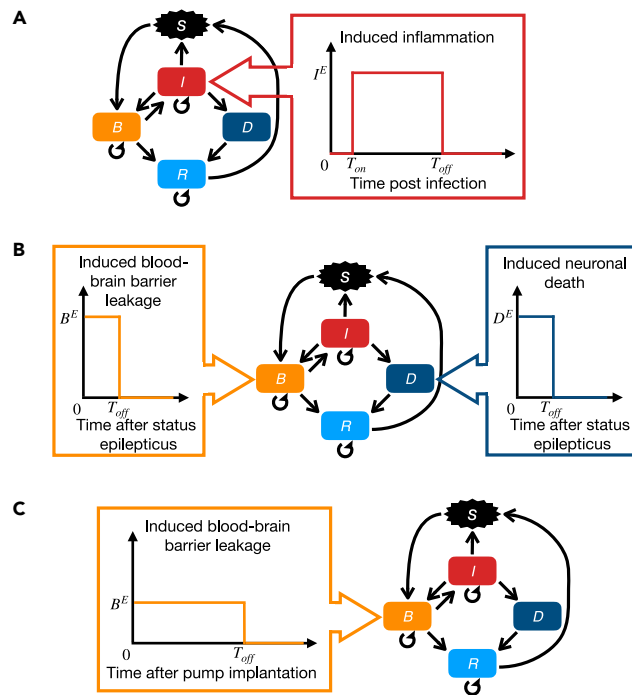 A
S
I
B
D
R
Induced inflammation
I^E
0
T_on
T_off
Time post infection
B
Induced blood-
brain barrier
leakage
B^E
0
T_off
Time after status
epilepticus
S
I
B
D
R
Induced neuronal
death
D^E
0
T_off
Time after status
epilepticus
C
Induced blood-brain
barrier leakage
B^E
0
T_off
Time after pump implantation
S
I
B
D
R